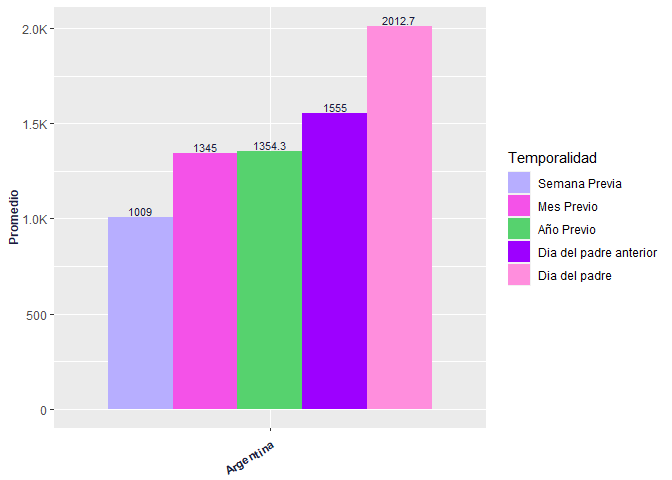 2012.7
2.0K
1555
1.5K
1345
1354.3
1009
1.0K
500
0
Promedio
Argentina
Temporalidad
Semana Previa
Mes Previo
Año Previo
Dia del padre anterior
Dia del padre